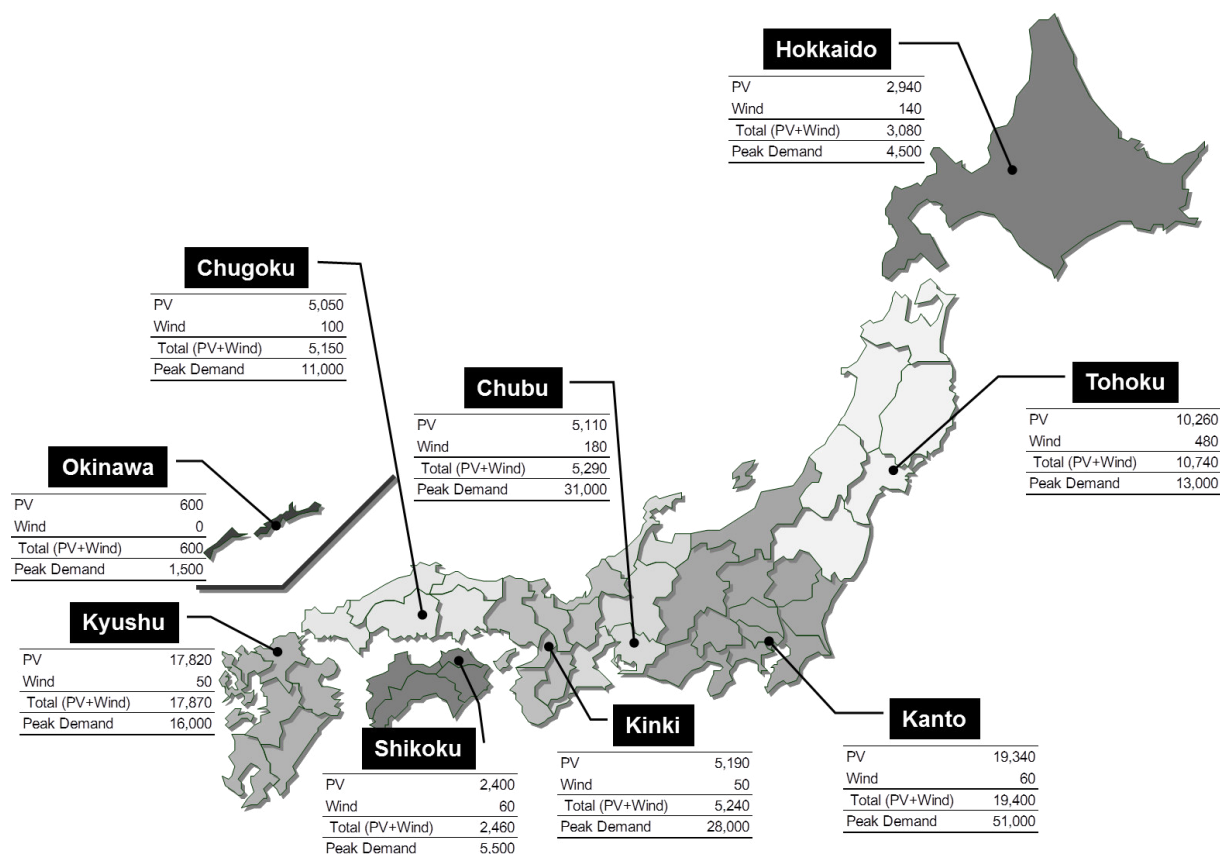 Hokkaido
PV 2,940
Wind 140
Total (PV+Wind) 3,080
Peak Demand 4,500
Chugoku
PV 5,050
Wind 100
Total (PV+Wind) 5,150
Peak Demand 11,000
Chubu
PV 5,110
Wind 180
Total (PV+Wind) 5,290
Peak Demand 31,000
Tohoku
PV 10,260
Wind 480
Total (PV+Wind) 10,740
Peak Demand 13,000
Okinawa
PV 600
Wind 0
Total (PV+Wind) 600
Peak Demand 1,500
Kyushu
PV 17,820
Wind 50
Total (PV+Wind) 17,870
Peak Demand 16,000
Shikoku
PV 2,400
Wind 60
Total (PV+Wind) 2,460
Peak Demand 5,500
Kinki
PV 5,190
Wind 50
Total (PV+Wind) 5,240
Peak Demand 28,000
Kanto
PV 19,340
Wind 60
Total (PV+Wind) 19,400
Peak Demand 51,000